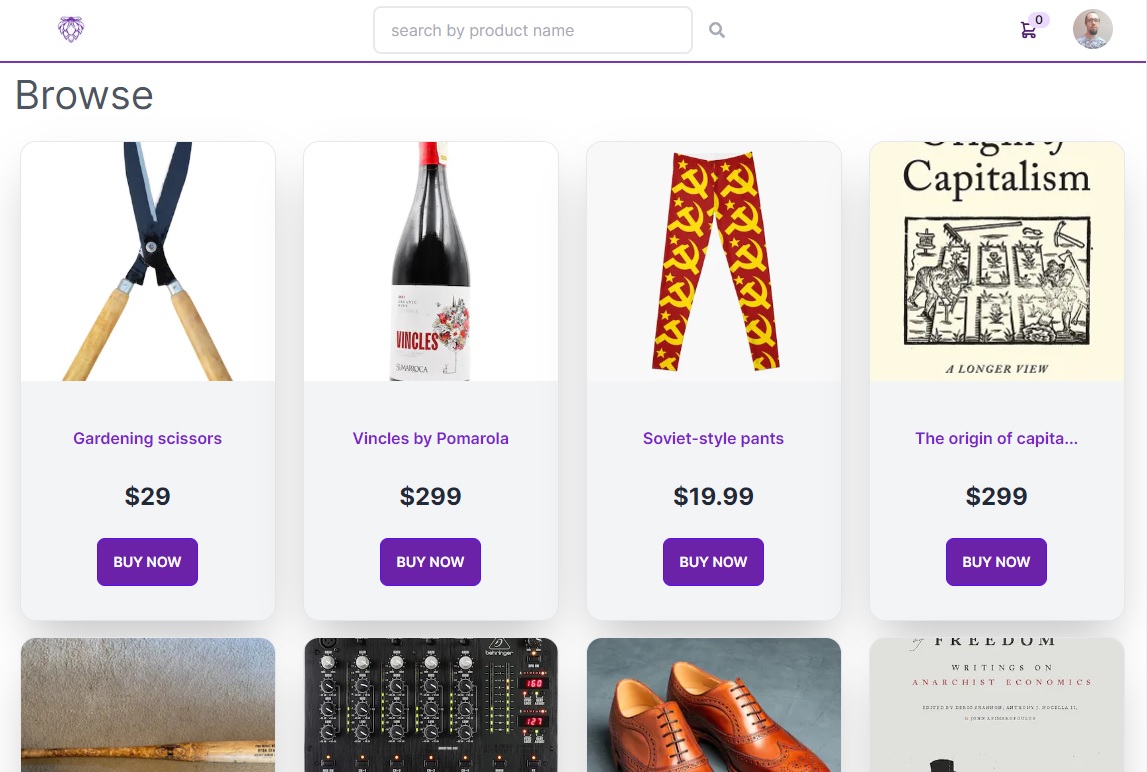 search by product name
0
Browse
Capitalism
A LONGER VIEW
VINCLES
Gardening scissors
Vincles by Pomarola
Soviet-style pants
The origin of capita...
$29
$299
$19.99
$299
BUY NOW
BUY NOW
BUY NOW
BUY NOW
behringer
160
127
of FREEDOM
WRITINGS ON
ANARCHIST ECONOMICS